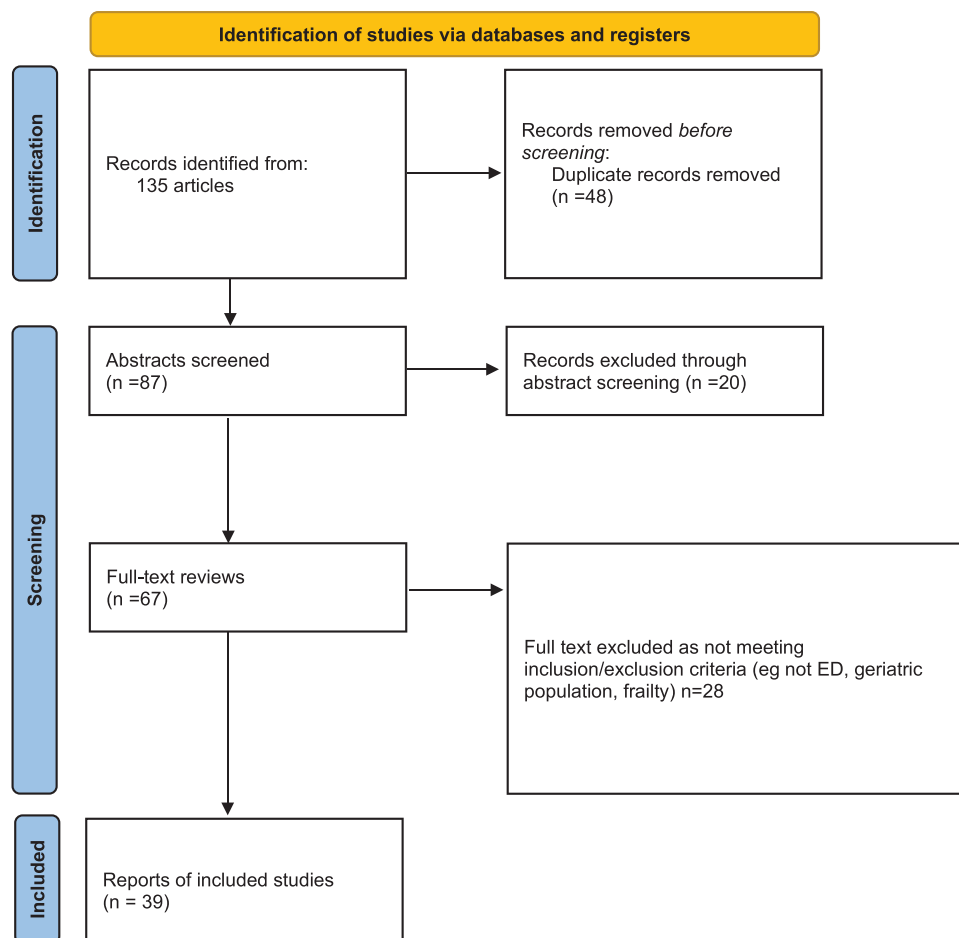 Identification of studies via databases and registers
Identification
Records identified from:
135 articles
Records removed before
screening:
Duplicate records removed
(n =48)
Screening
Abstracts screened
(n =87)
Records excluded through
abstract screening (n =20)
Full-text reviews
(n =67)
Full text excluded as not meeting
inclusion/exclusion criteria (eg not ED, geriatric
population, frailty) n=28
Included
Reports of included studies
(n = 39)